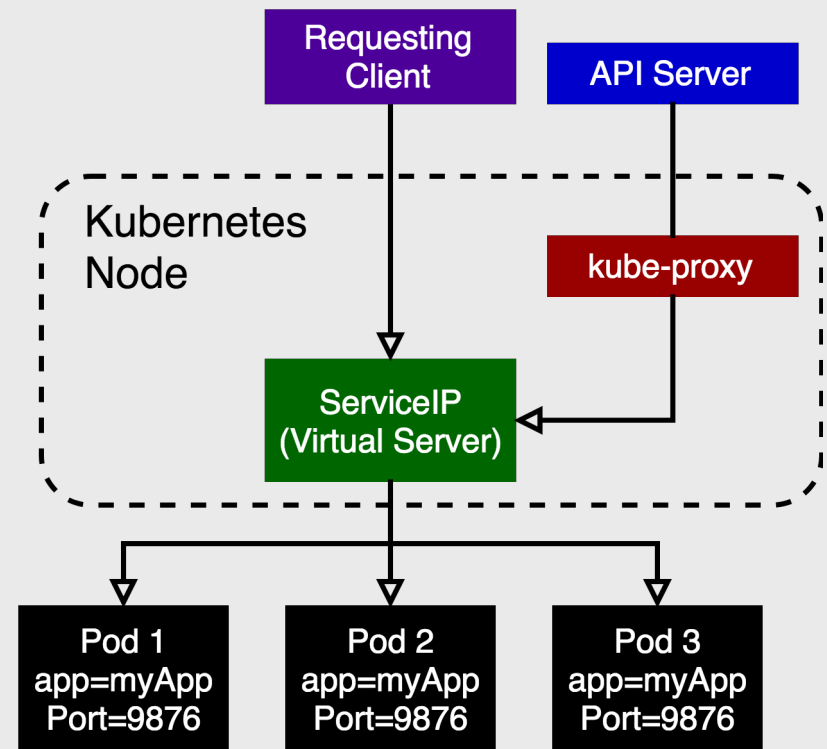 Requesting
Client
API Server
Kubernetes
Node
kube-proxy
ServiceIP
(Virtual Server)
Pod 1
app=myApp
Port=9876
Pod 2
app=myApp
Port=9876
Pod 3
app=myApp
Port=9876